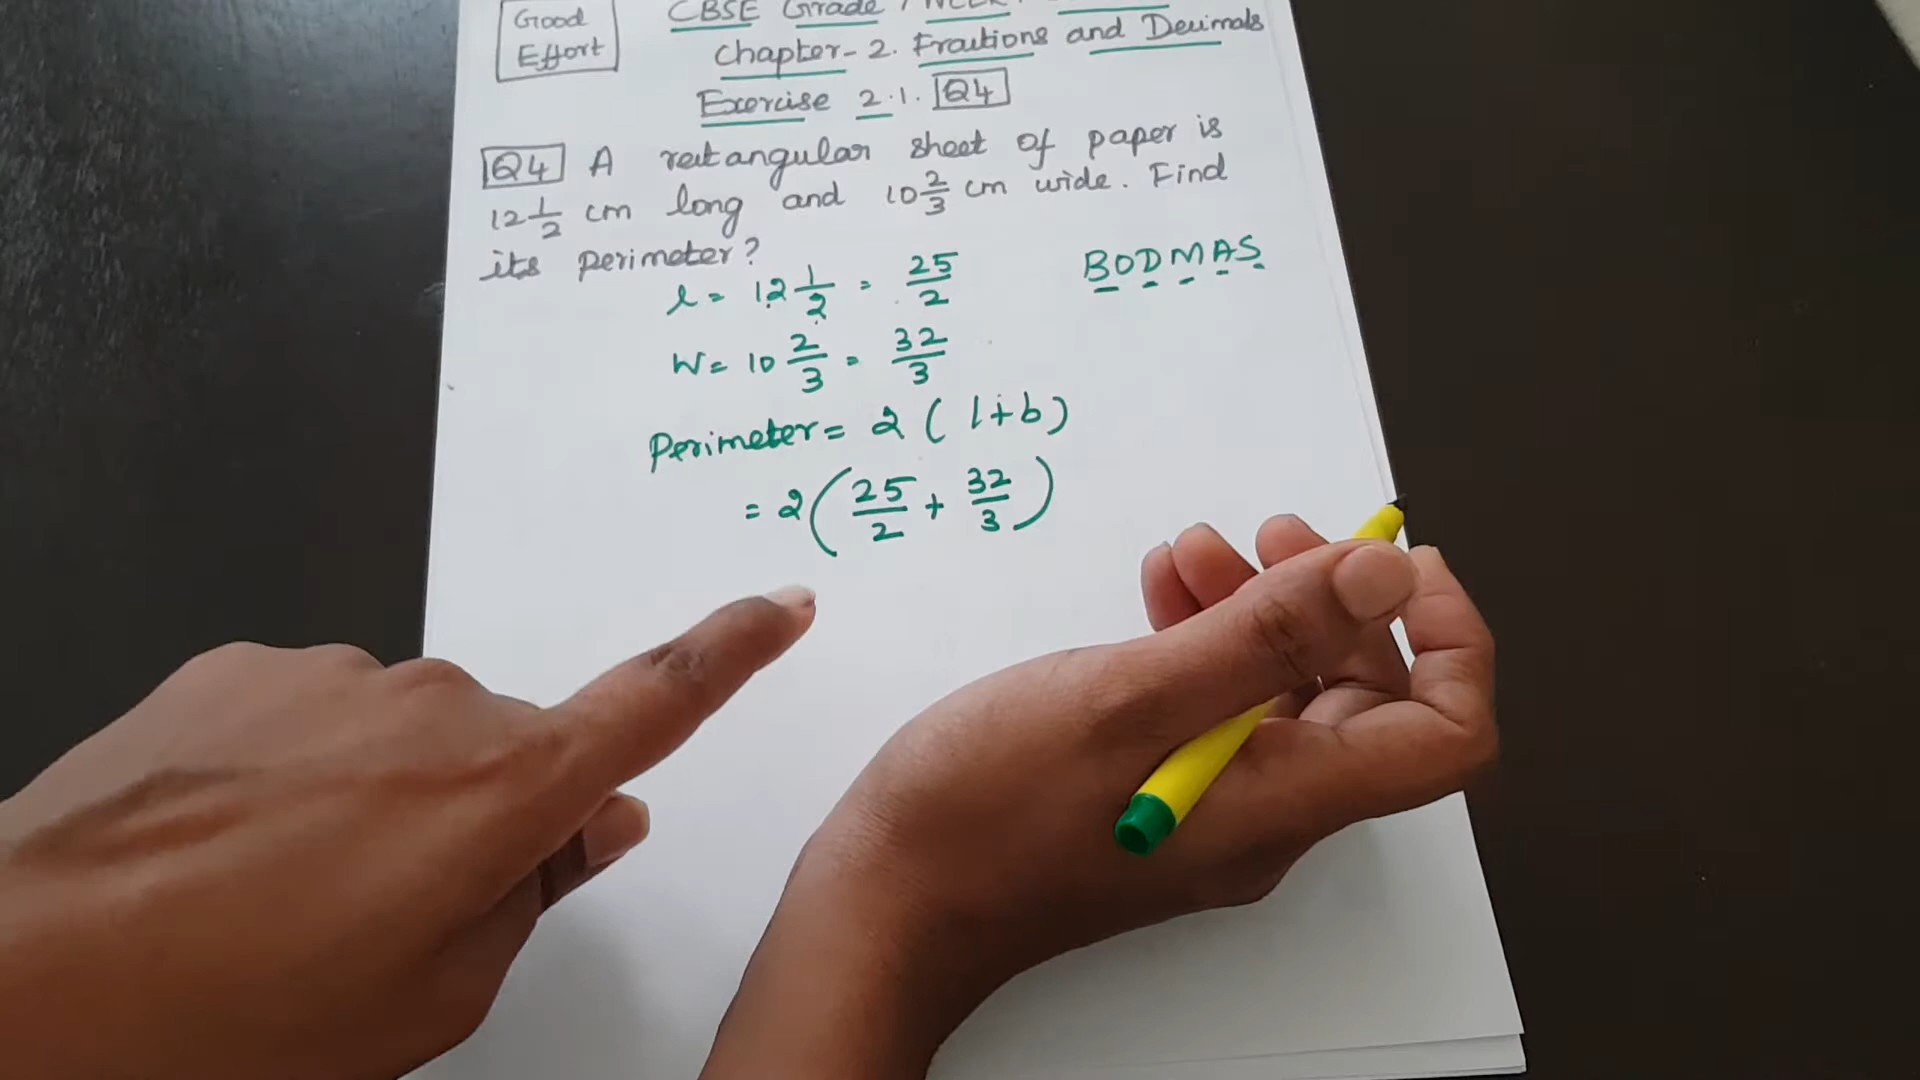 Good
Effort
CBSE Grade 7
Chapter-2. Fractions and Decimals
Exercise 2.1. Q4
Q4 A rectangular sheet of paper is
12 1/2 cm long and 10 2/3 cm wide. Find
its perimeter?
l = 12 1/2 = 25/2
BODMAS
W = 10 2/3 = 32/3
Perimeter = 2 ( l+b )
= 2 ( 25/2 + 32/3 )